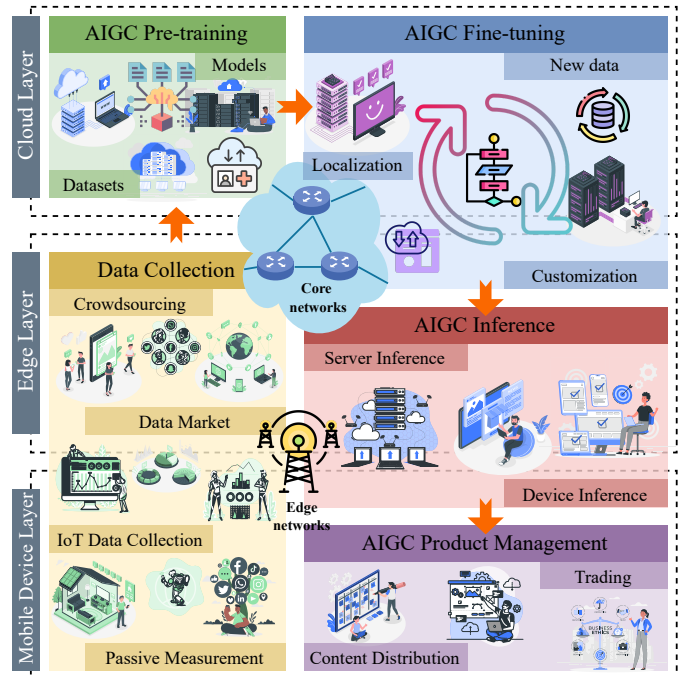 Cloud Layer
AIGC Pre-training
Models
Datasets
AIGC Fine-tuning
New data
Localization
Customization
Core
networks
Edge Layer
Data Collection
Crowdsourcing
Data Market
AIGC Inference
Server Inference
Device Inference
Edge
networks
Mobile Device Layer
IoT Data Collection
Passive Measurement
AIGC Product Management
Trading
Content Distribution
BUSINESS
ETHICS